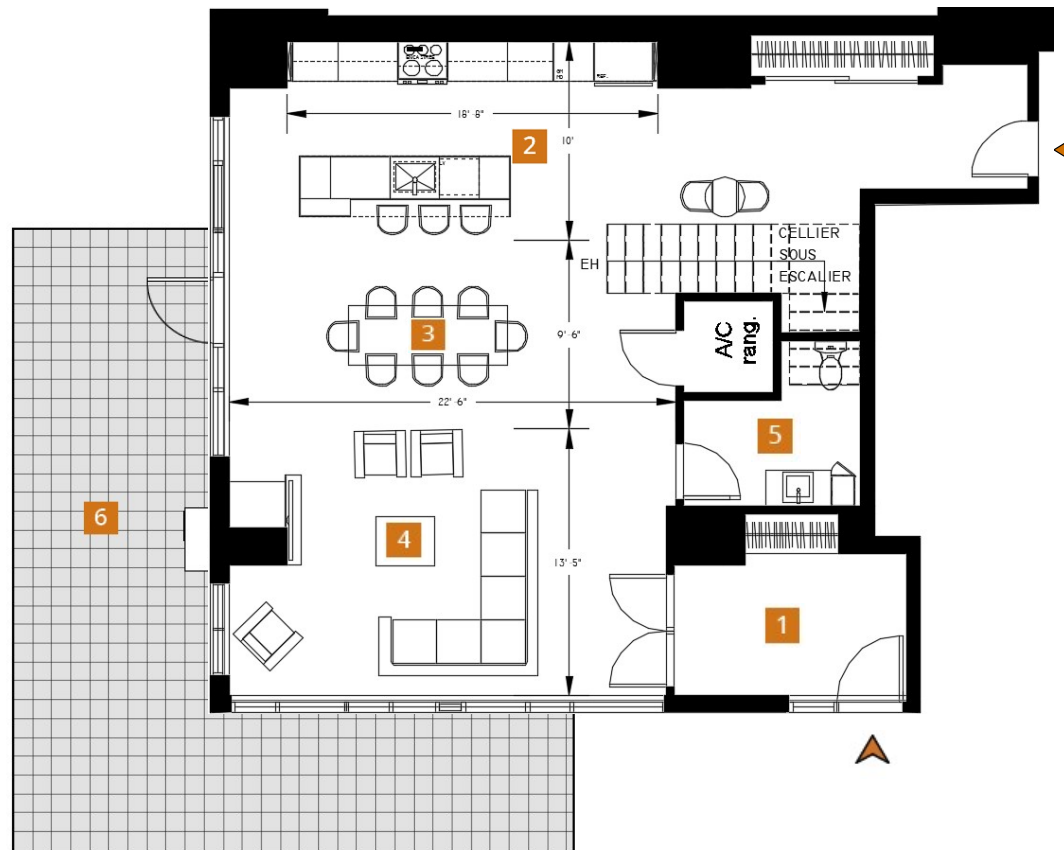 18'-8"
2
10'
CELLIER
SOUS
ESCALIER
EH
3
9'-6"
A/C
rang.
22'-6"
5
6
4
13'-5"
1